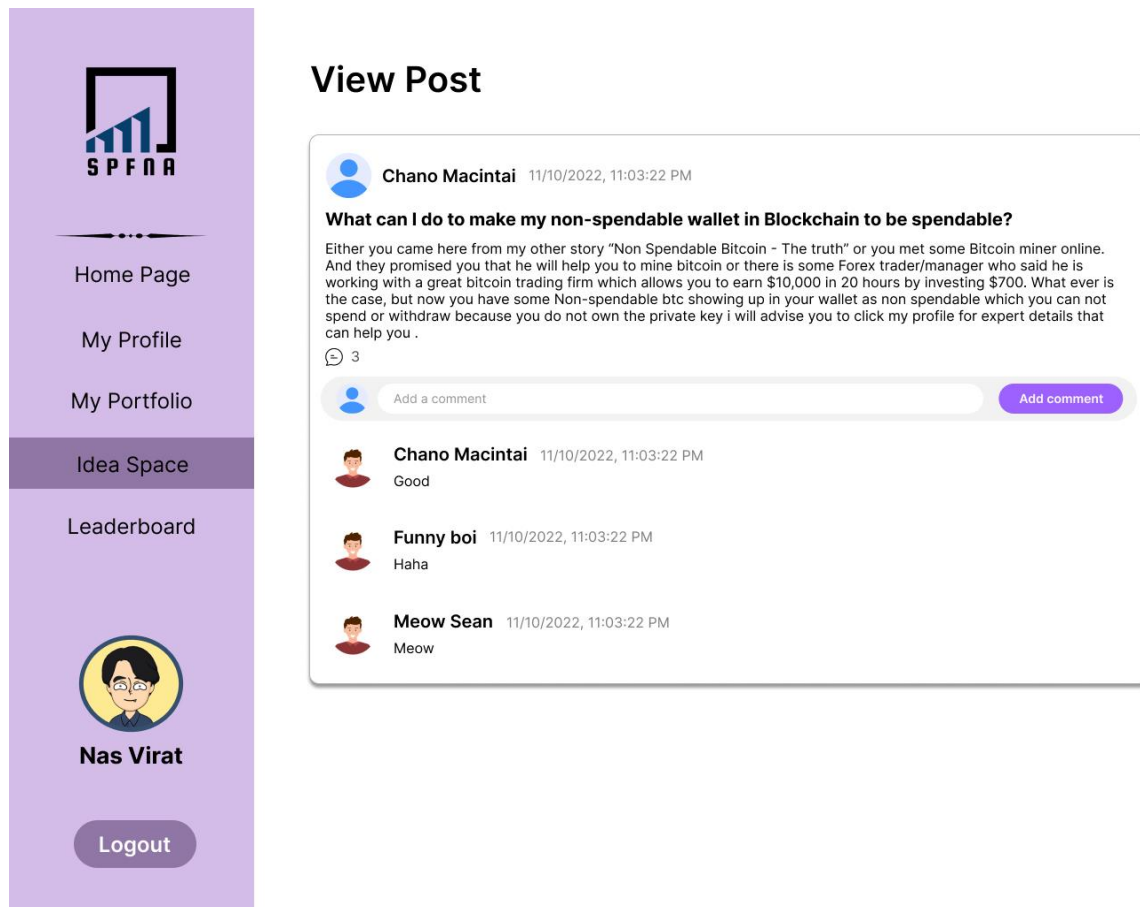 SPFNA
Home Page
My Profile
My Portfolio
Idea Space
Leaderboard
Nas Virat
Logout
View Post
Chano Macintai 11/10/2022, 11:03:22 PM
What can I do to make my non-spendable wallet in Blockchain to be spendable?
Either you came here from my other story “Non Spendable Bitcoin - The truth” or you met some Bitcoin miner online.
And they promised you that he will help you to mine bitcoin or there is some Forex trader/manager who said he is
working with a great bitcoin trading firm which allows you to earn $10,000 in 20 hours by investing $700. What ever is
the case, but now you have some Non-spendable btc showing up in your wallet as non spendable which you can not
spend or withdraw because you do not own the private key i will advise you to click my profile for expert details that
can help you .
3
Add a comment
Add comment
Chano Macintai 11/10/2022, 11:03:22 PM
Good
Funny boi 11/10/2022, 11:03:22 PM
Haha
Meow Sean 11/10/2022, 11:03:22 PM
Meow